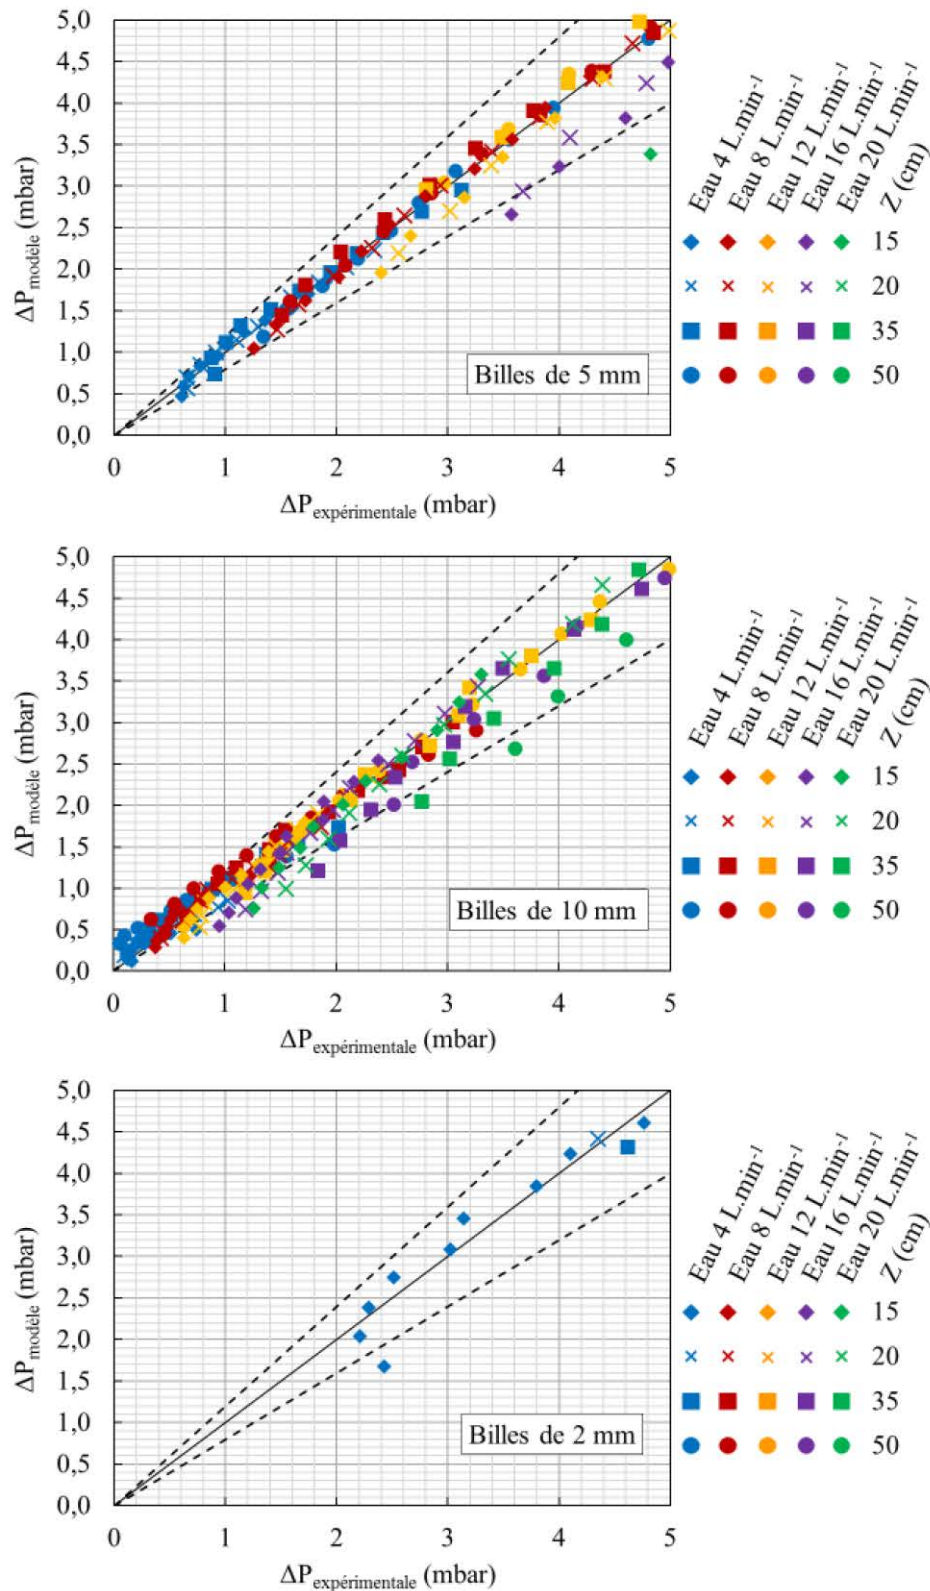 5,0
4,5
4,0
3,5
3,0
2,5
2,0
1,5
1,0
0,5
0,0
ΔPmodèle (mbar)
0 1 2 3 4 5
ΔPexpérimentale (mbar)
Billes de 5 mm
Eau 4 L.min-1
Eau 8 L.min-1
Eau 12 L.min-1
Eau 16 L.min-1
Eau 20 L.min-1
Z (cm)
15
20
35
50
5,0
4,5
4,0
3,5
3,0
2,5
2,0
1,5
1,0
0,5
0,0
ΔPmodèle (mbar)
0 1 2 3 4 5
ΔPexpérimentale (mbar)
Billes de 10 mm
Eau 4 L.min-1
Eau 8 L.min-1
Eau 12 L.min-1
Eau 16 L.min-1
Eau 20 L.min-1
Z (cm)
15
20
35
50
5,0
4,5
4,0
3,5
3,0
2,5
2,0
1,5
1,0
0,5
0,0
ΔPmodèle (mbar)
0 1 2 3 4 5
ΔPexpérimentale (mbar)
Billes de 2 mm
Eau 4 L.min-1
Eau 8 L.min-1
Eau 12 L.min-1
Eau 16 L.min-1
Eau 20 L.min-1
Z (cm)
15
20
35
50